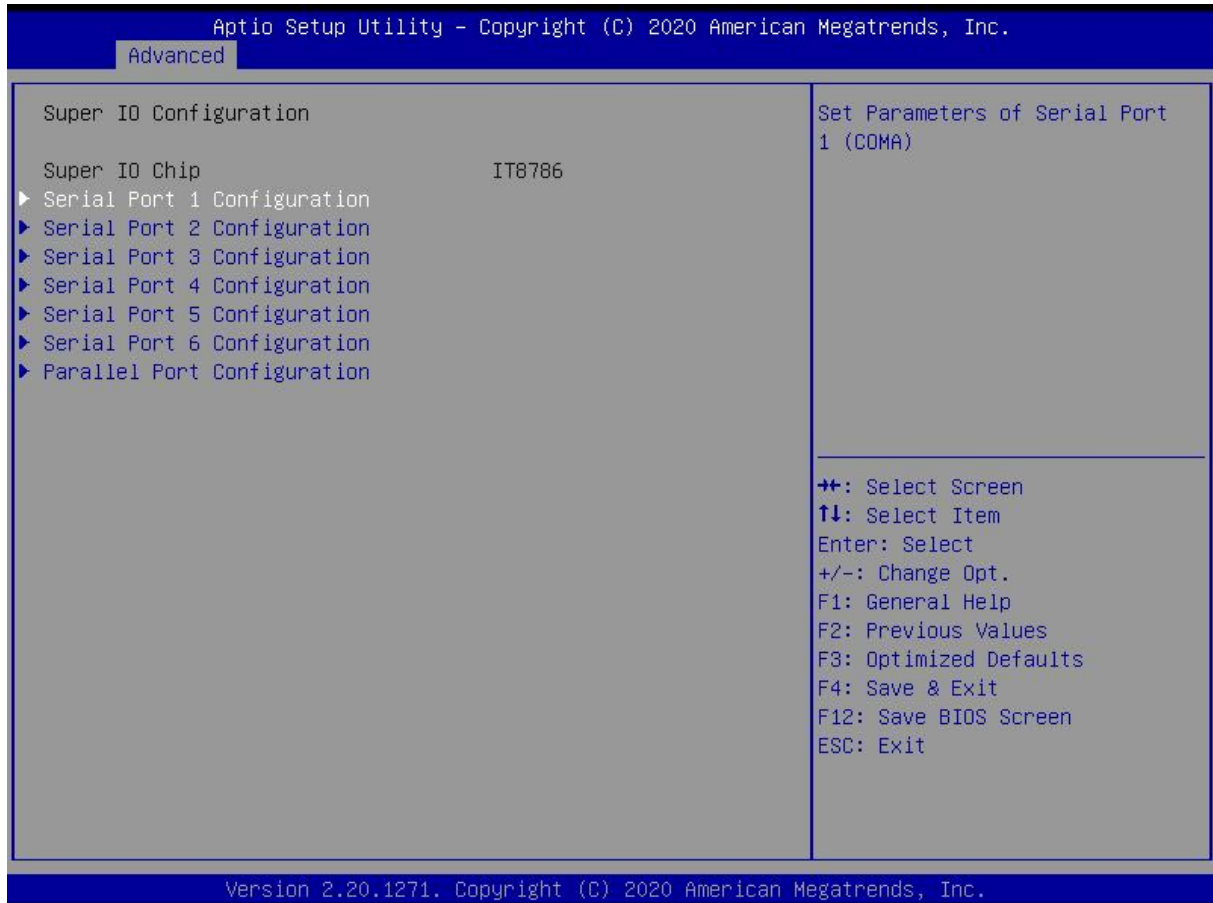 Aptio Setup Utility – Copyright (C) 2020 American Megatrends, Inc.
Advanced
Super IO Configuration
Super IO Chip IT8786
Serial Port 1 Configuration
Serial Port 2 Configuration
Serial Port 3 Configuration
Serial Port 4 Configuration
Serial Port 5 Configuration
Serial Port 6 Configuration
Parallel Port Configuration
Set Parameters of Serial Port
1 (COMA)
→←: Select Screen
↑↓: Select Item
Enter: Select
+/-: Change Opt.
F1: General Help
F2: Previous Values
F3: Optimized Defaults
F4: Save & Exit
F12: Save BIOS Screen
ESC: Exit
Version 2.20.1271. Copyright (C) 2020 American Megatrends, Inc.